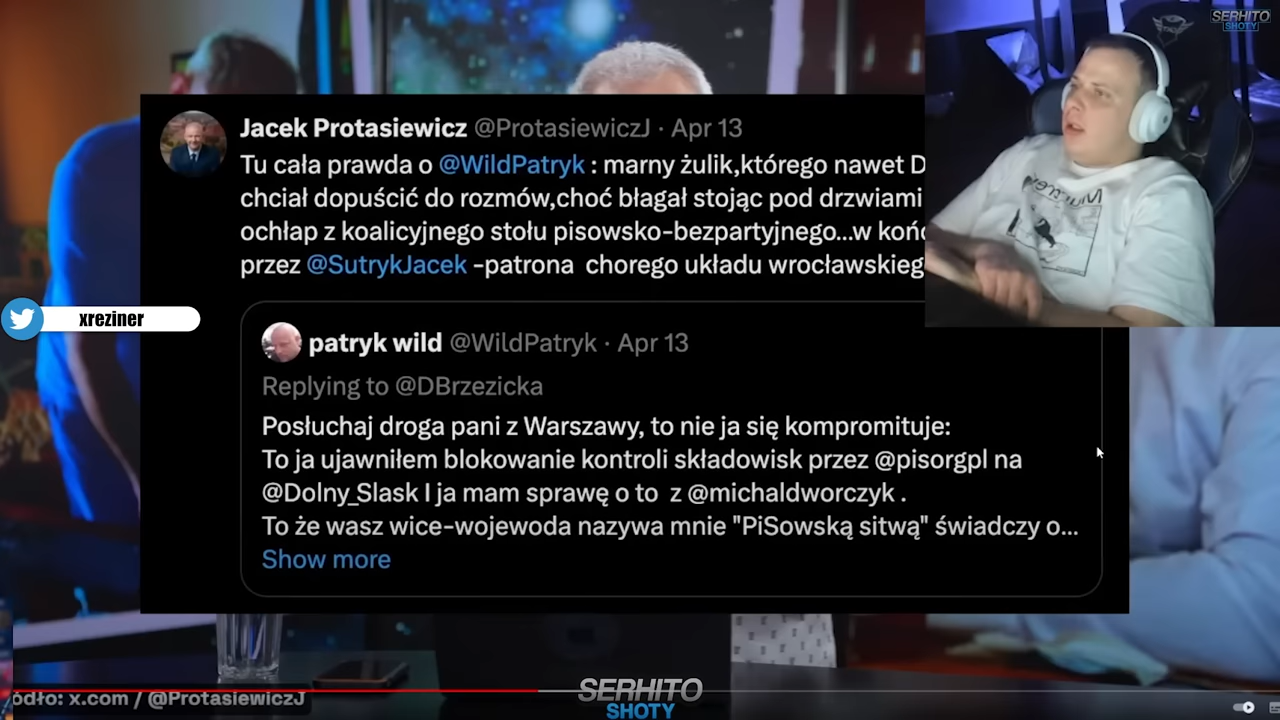 SERHITO
SHOTY
Jacek Protasiewicz @ProtasiewiczJ · Apr 13
Tu cała prawda o @WildPatryk : marny żulik,którego nawet D
chciał dopuścić do rozmów,choć błagał stojąc pod drzwiami
ochłap z koalicyjnego stołu pisowsko-bezpartyjnego...w końc
przez @SutrykJacek -patrona chorego układu wrocławskieg
xreziner
patryk wild @WildPatryk · Apr 13
Replying to @DBrzezicka
Posłuchaj droga pani z Warszawy, to nie ja się kompromituje:
To ja ujawniłem blokowanie kontroli składowisk przez @pisorgpl na
@Dolny_Slask I ja mam sprawę o to z @michaldworczyk .
To że wasz wice-wojewoda nazywa mnie "PiSowską sitwą" świadczy o...
Show more
ódło: x.com / @ProtasiewiczJ
SERHITO
SHOTY